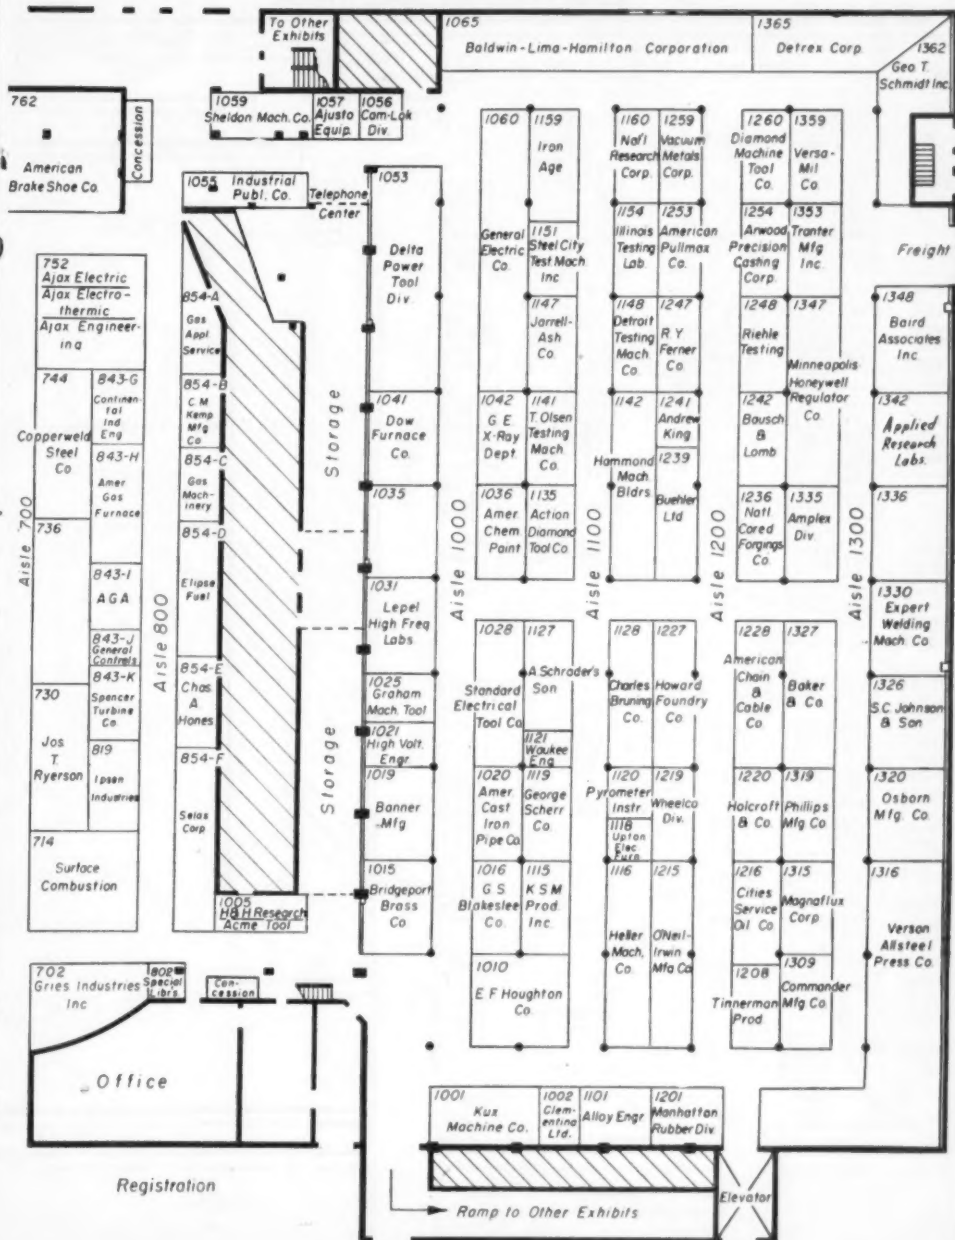 To Other
Exhibits
1065
Baldwin-Lima-Hamilton Corporation
1365
Detrex Corp.
1362
Geo. T.
Schmidt Inc.
762
American
Brake Shoe Co.
Concession
1059
Sheldon Mach. Co.
1057
Ajusto
Equip.
1056
Cam-Lok
Div.
1055 Industrial
Publ. Co.
Telephone
Center
1053
Delta
Power
Tool
Div.
1060
General
Electric
Co.
1159
Iron
Age
1151
Steel City
Test. Mach.
Inc
1147
Jarrell-
Ash
Co.
1160
Nat'l
Research
Corp.
1259
Vacuum
Metals
Corp.
1154
Illinois
Testing
Lab.
1253
American
Pullmax
Co.
1148
Detroit
Testing
Mach.
Co.
1247
R Y
Ferner
Co.
1260
Diamond
Machine
Tool
Co.
1359
Versa-
Mil
Co.
1254
Arwood
Precision
Casting
Corp.
1353
Tranter
Mfg
Inc.
1248
Riehle
Testing
1347
Minneapolis-
Honeywell
Regulator
Co.
Freight
1348
Baird
Associates
Inc
752
Ajax Electric
Ajax Electro-
thermic
Ajax Engineer-
ing
854-A
Gas
Appl.
Service
744
Copperweld
Steel
Co
843-G
Continen-
tal
Ind
Eng
843-H
Amer
Gas
Furnace
854-B
C M
Kemp
Mfg
Co
854-C
Gas
Mach-
inery
854-D
Elipse
Fuel
Storage
1041
Dow
Furnace
Co.
1035
1042
G. E.
X-Ray
Dept.
1141
T. Olsen
Testing
Mach
Co.
1036
Amer.
Chem.
Paint
1135
Action
Diamond
Tool Co
1142
Hammond
Mach
Bldrs
1241
Andrew
King
1239
Buehler
Ltd
1242
Bausch
&
Lomb
1236
Natl.
Cored
Forgings
Co.
1335
Amplex
Div.
1342
Applied
Research
Labs.
1336
Aisle 700
736
843-I
AGA
843-J
General
Controls
843-K
Spencer
Turbine
Co
Aisle 800
854-E
Chas
A
Hones
Aisle 1000
Aisle 1100
Aisle 1200
Aisle 1300
1031
Lepel
High Freq
Labs
1025
Graham
Mach. Tool
1021
High Volt.
Engr
1028
Standard
Electrical
Tool Co
1127
A Schrader's
Son
1121
Waukee
Eng
1128
Charles
Bruning
Co.
1227
Howard
Foundry
Co
1228
American
Chain
&
Cable
Co
1327
Baker
& Co.
1330
Expert
Welding
Mach. Co.
1326
S.C. Johnson
& Son
730
Jos
T.
Ryerson
819
Ipsen
Industries
854-F
Selas
Corp
Storage
1019
Banner
Mfg
1020
Amer.
Cast
Iron
Pipe Co
1119
George
Scherr
Co.
1120
Pyrometer
Instr
1118
Upton
Elec.
Furn
1219
Wheelco
Div.
1220
Holcroft
& Co.
1319
Phillips
Mfg Co
1320
Osborn
Mfg. Co.
714
Surface
Combustion
1005
H & H Research
Acme Tool
1015
Bridgeport
Brass
Co
1016
G. S.
Blakeslee
Co.
1115
K S M
Prod.
Inc.
1116
Heller
Mach.
Co.
1215
O'Neil-
Irwin
Mfg Co
1216
Cities
Service
Oil Co
1315
Magnaflux
Corp
1316
Verson
Allsteel
Press Co.
702
Gries Industries
Inc
802
Special
Libr's.
Con-
cession
1010
E F Houghton
Co.
1208
Tinnerman
Prod.
1309
Commander
Mfg Co.
Office
1001
Kux
Machine Co.
1002
Clem-
entina
Ltd.
1101
Alloy Engr
1201
Manhattan
Rubber Div.
Registration
Ramp to Other Exhibits
Elevator